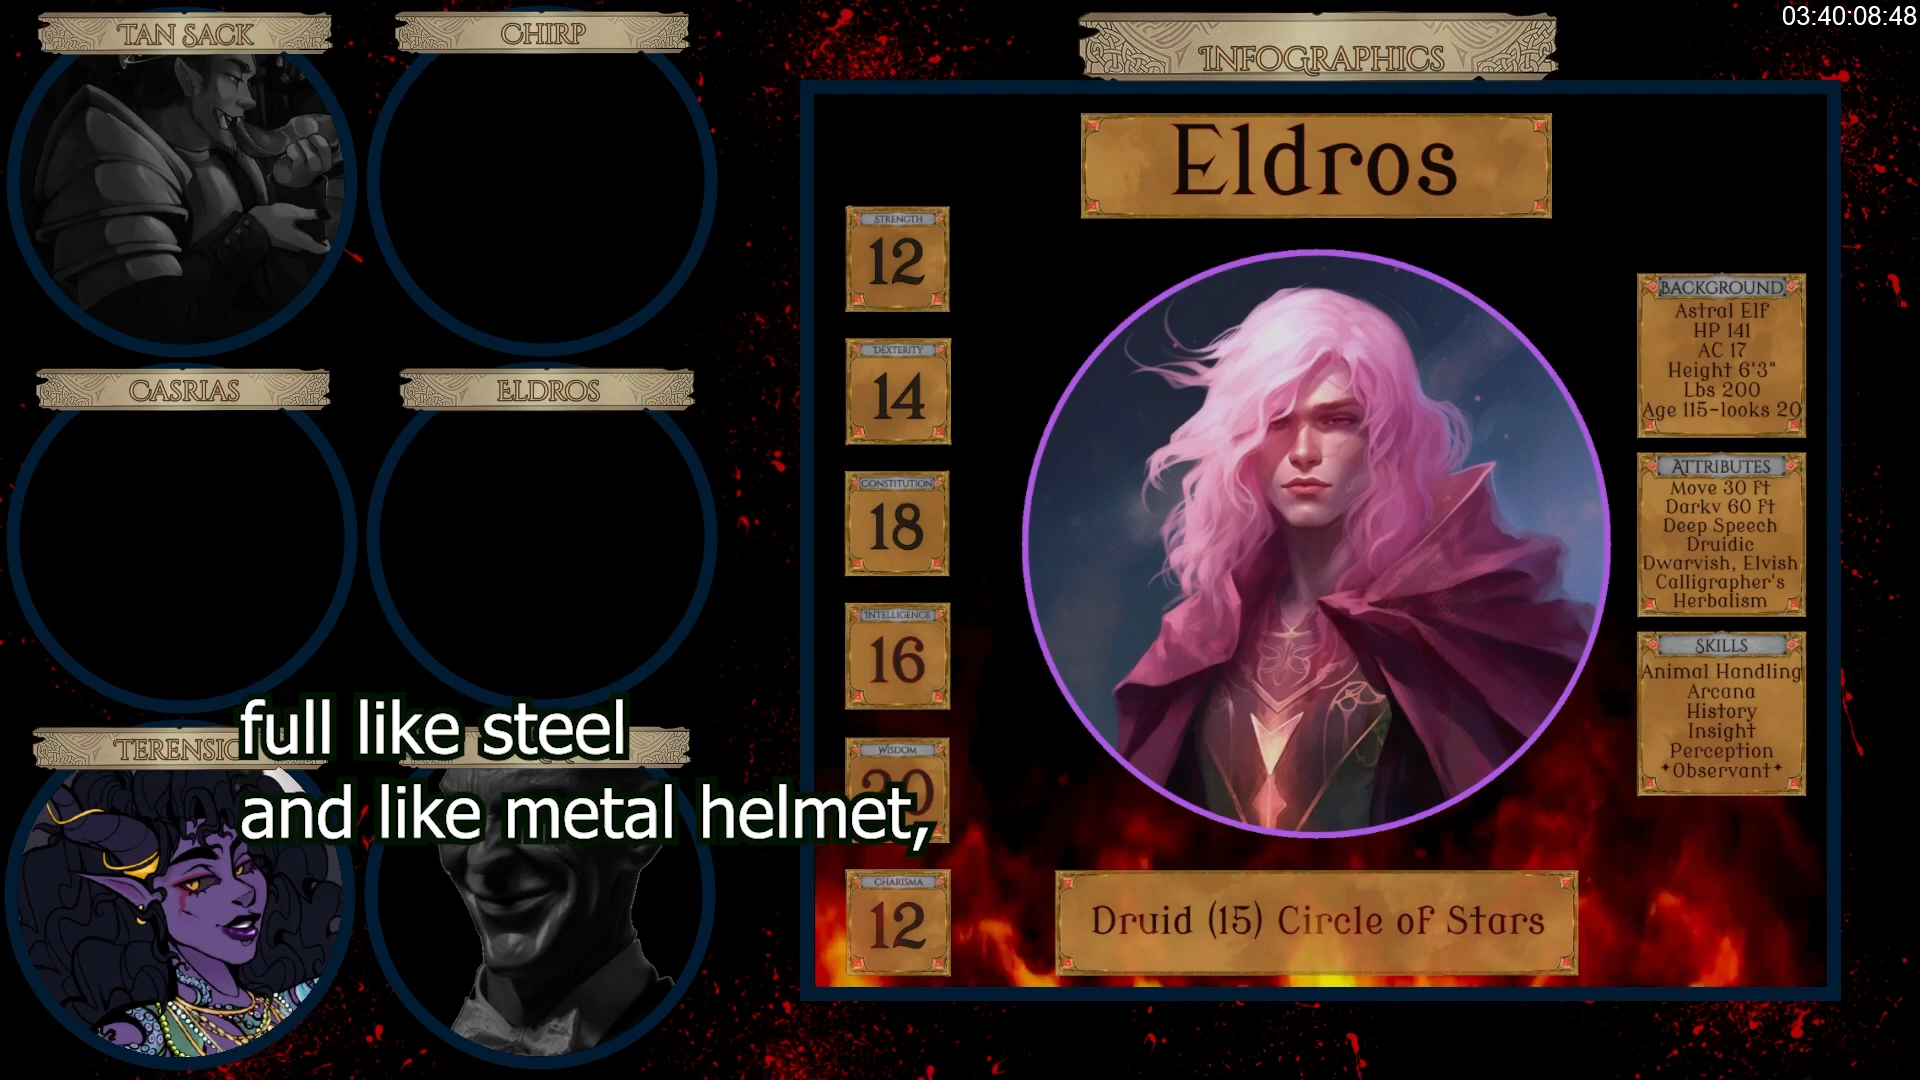 03:40:08:48
TAN SACK
CHIRP
INFOGRAPHICS
Eldros
STRENGTH
12
DEXTERITY
14
CONSTITUTION
18
INTELLIGENCE
16
WISDOM
20
CHARISMA
12
BACKGROUND
Astral Elf
HP 141
AC 17
Height 6'3"
Lbs 200
Age 115-looks 20
ATTRIBUTES
Move 30 ft
Darkv 60 ft
Deep Speech
Druidic
Dwarvish, Elvish
Calligrapher's
Herbalism
SKILLS
Animal Handling
Arcana
History
Insight
Perception
✦Observant✦
Druid (15) Circle of Stars
CASRIAS
ELDROS
TERENSIO
full like steel
and like metal helmet,